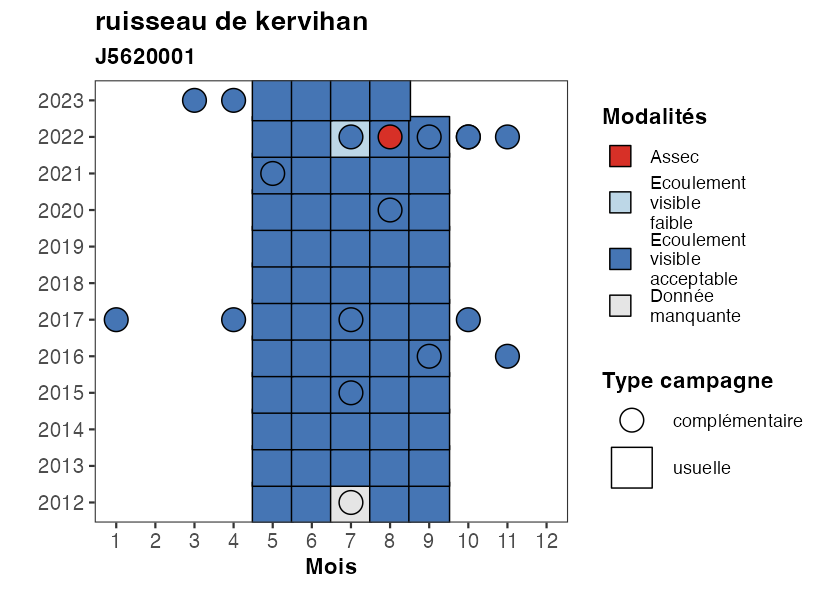 ruisseau de kervihan
J5620001
2023
2022
2021
2020
2019
2018
2017
2016
2015
2014
2013
2012
1 2 3 4 5 6 7 8 9 10 11 12
Mois
Modalités
Assec
Ecoulement
visible
faible
Ecoulement
visible
acceptable
Donnée
manquante
Type campagne
complémentaire
usuelle